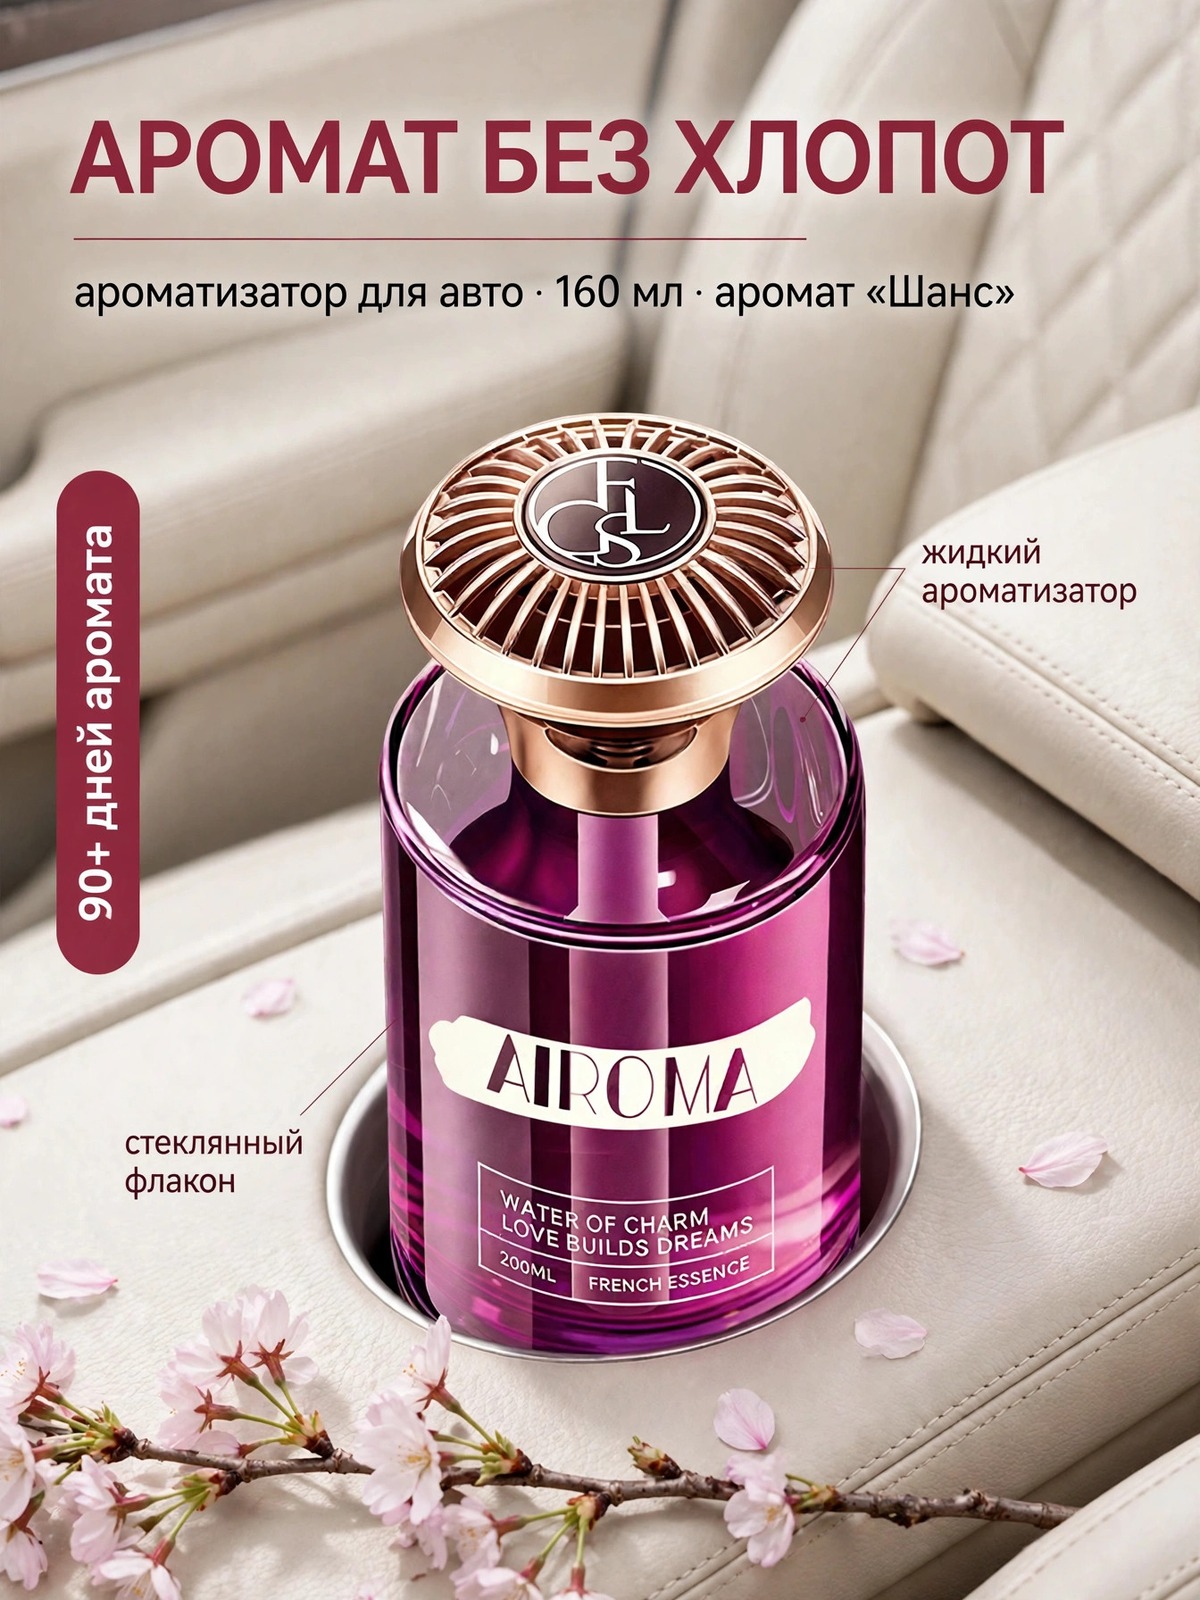 АРОМАТ БЕЗ ХЛОПОТ
ароматизатор для авто · 160 мл · аромат «Шанс»
90+ дней аромата
жидкий
ароматизатор
AIROMA
стеклянный
флакон
WATER OF CHARM
LOVE BUILDS DREAMS
200ML FRENCH ESSENCE